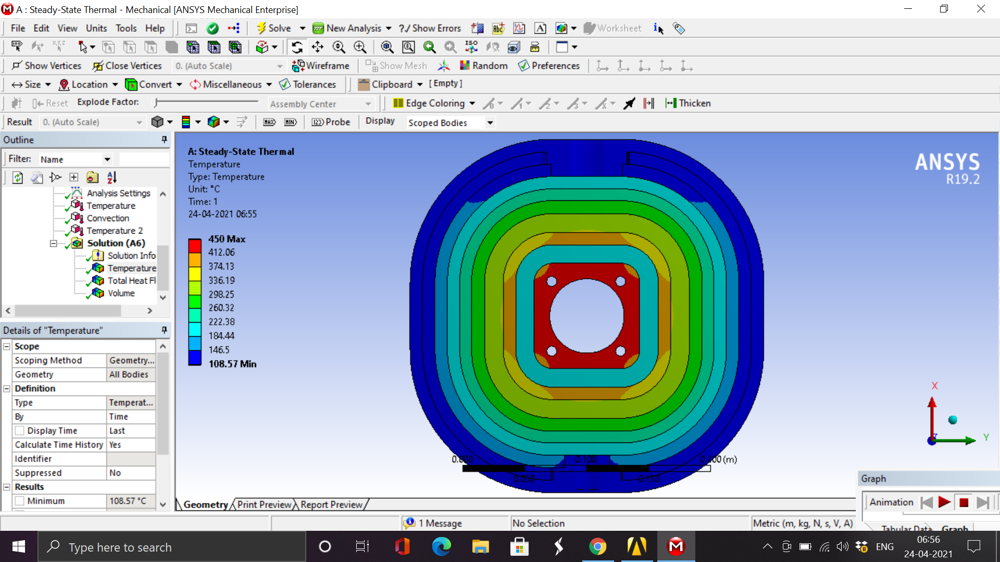 A : Steady-State Thermal - Mechanical [ANSYS Mechanical Enterprise]
File Edit View Units Tools Help Solve New Analysis ?/ Show Errors Abc A Worksheet
X,Y,Z ISO
Show Vertices Close Vertices 0. (Auto Scale) Wireframe Show Mesh Random Preferences
Size Location Convert Miscellaneous Tolerances Clipboard [ Empty ]
Reset Explode Factor: Assembly Center Edge Coloring Thicken
Result 0. (Auto Scale) MAX MIN 123 Probe Display Scoped Bodies
Outline
Filter: Name
Analysis Settings
Temperature
Convection
Temperature 2
Solution (A6)
Solution Info
Temperature
Total Heat Fl
Volume
Details of "Temperature"
Scope
Scoping Method Geometry...
Geometry All Bodies
Definition
Type Temperat...
By Time
Display Time Last
Calculate Time History Yes
Identifier
Suppressed No
Results
Minimum 108.57 °C
A: Steady-State Thermal
Temperature
Type: Temperature
Unit: °C
Time: 1
24-04-2021 06:55
450 Max
412.06
374.13
336.19
298.25
260.32
222.38
184.44
146.5
108.57 Min
ANSYS
R19.2
X
Y
Z
0.000 0.100 0.200 (m)
0.050 0.150
Geometry Print Preview Report Preview
Graph
Animation
Tabular Data Graph
1 Message No Selection Metric (m, kg, N, s, V, A)
Type here to search
ENG
06:56
24-04-2021